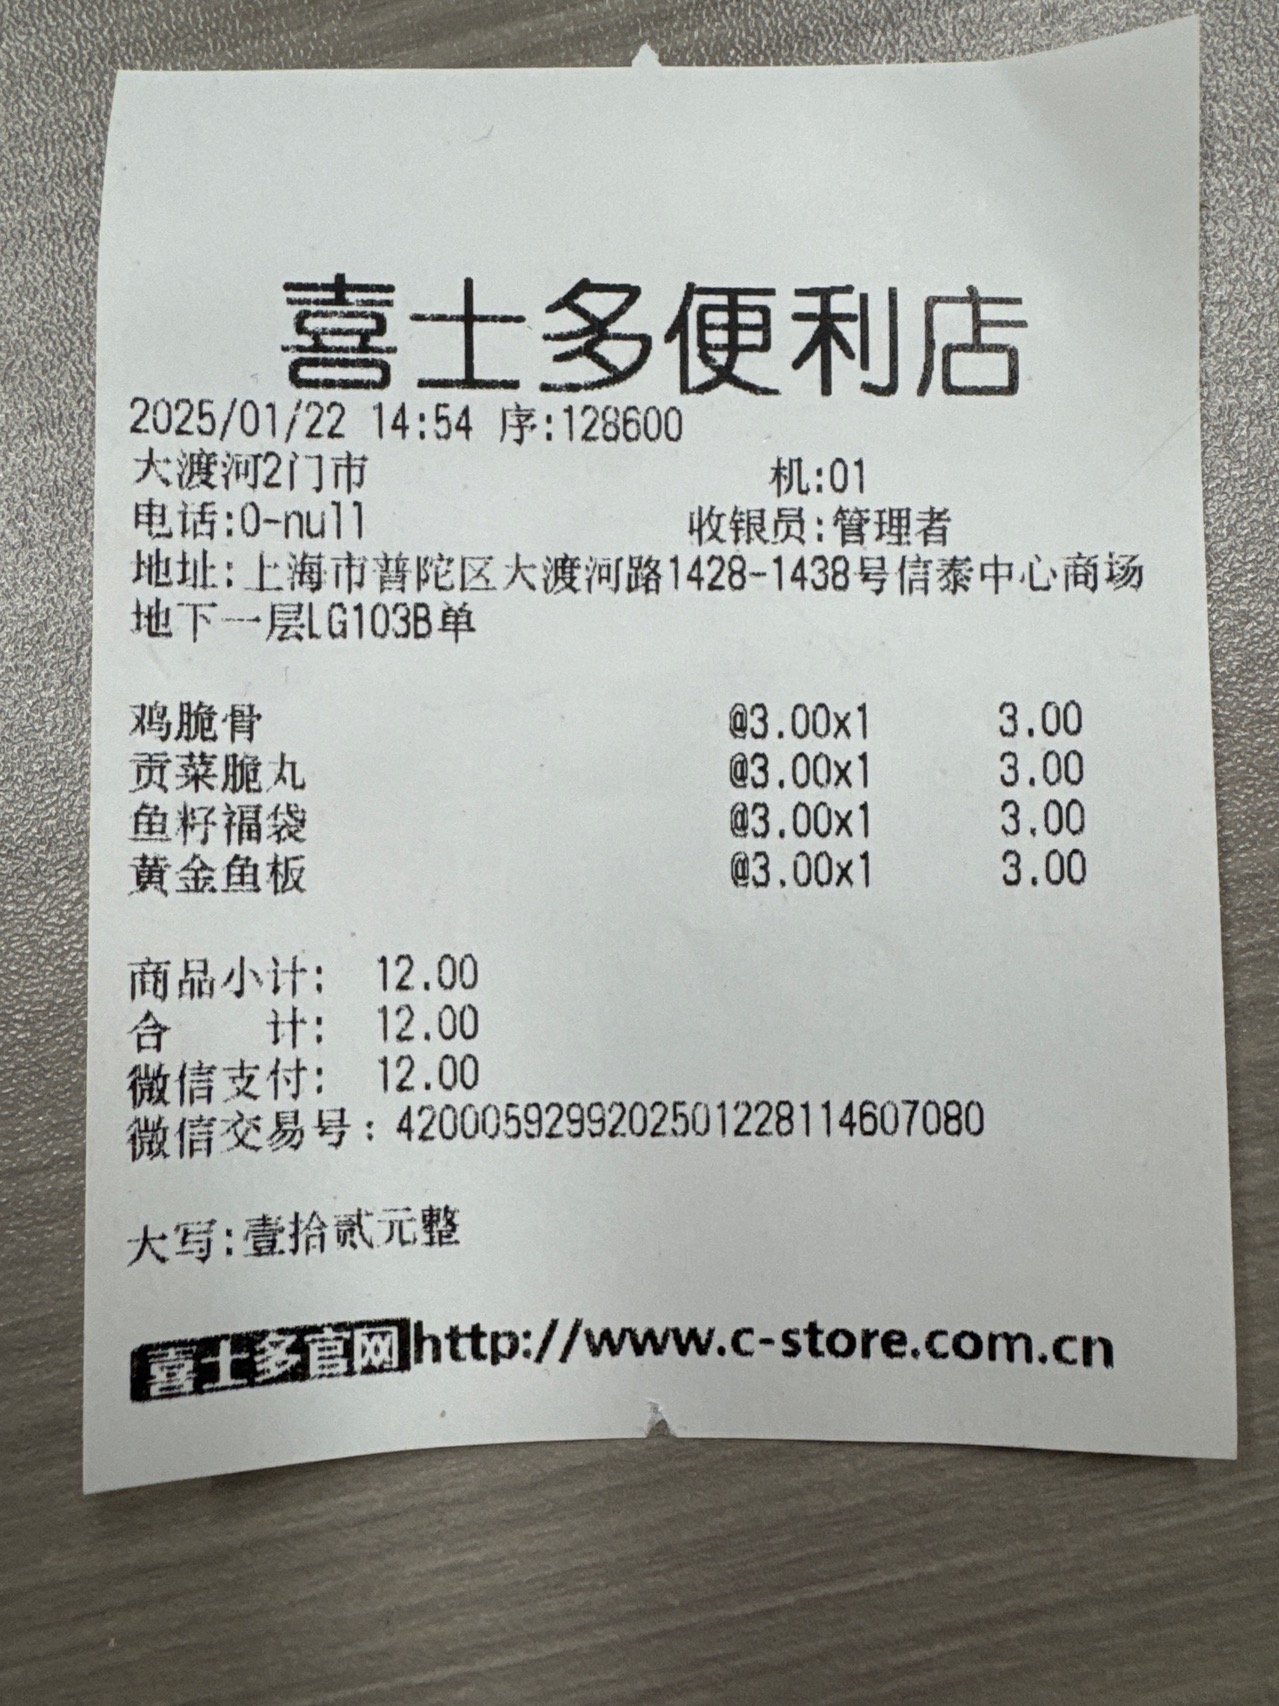 喜士多便利店
2025/01/22 14:54 序:128600
大渡河2门市 机:01
电话:0-null 收银员:管理者
地址:上海市普陀区大渡河路1428-1438号信泰中心商场
地下一层LG103B单
鸡脆骨 @3.00x1 3.00
贡菜脆丸 @3.00x1 3.00
鱼籽福袋 @3.00x1 3.00
黄金鱼板 @3.00x1 3.00
商品小计: 12.00
合 计: 12.00
微信支付: 12.00
微信交易号:4200059299202501228114607080
大写:壹拾贰元整
喜士多官网http://www.c-store.com.cn